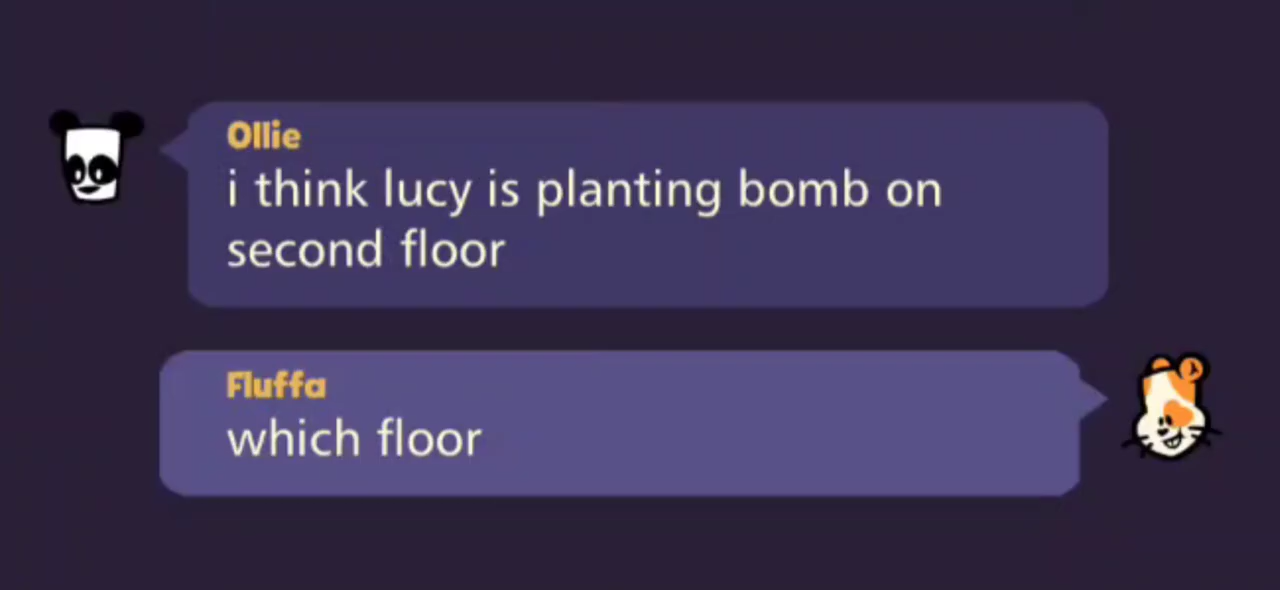 Ollie
i think lucy is planting bomb on
second floor
Fluffa
which floor